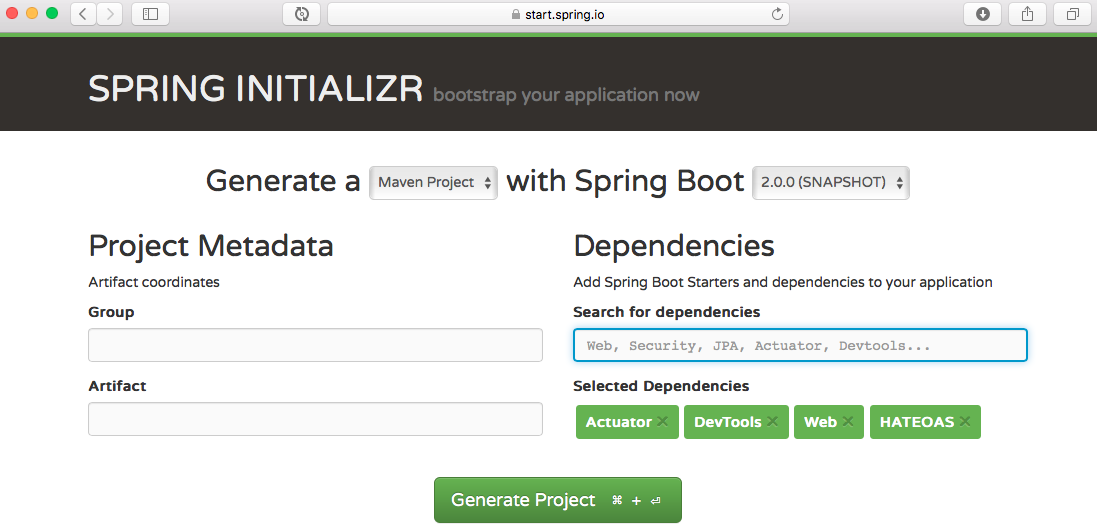 start.spring.io
SPRING INITIALIZR bootstrap your application now
Generate a Maven Project with Spring Boot 2.0.0 (SNAPSHOT)
Project Metadata
Artifact coordinates
Group
Artifact
Dependencies
Add Spring Boot Starters and dependencies to your application
Search for dependencies
Web, Security, JPA, Actuator, Devtools...
Selected Dependencies
Actuator × DevTools × Web × HATEOAS ×
Generate Project ⌘ + ⏎